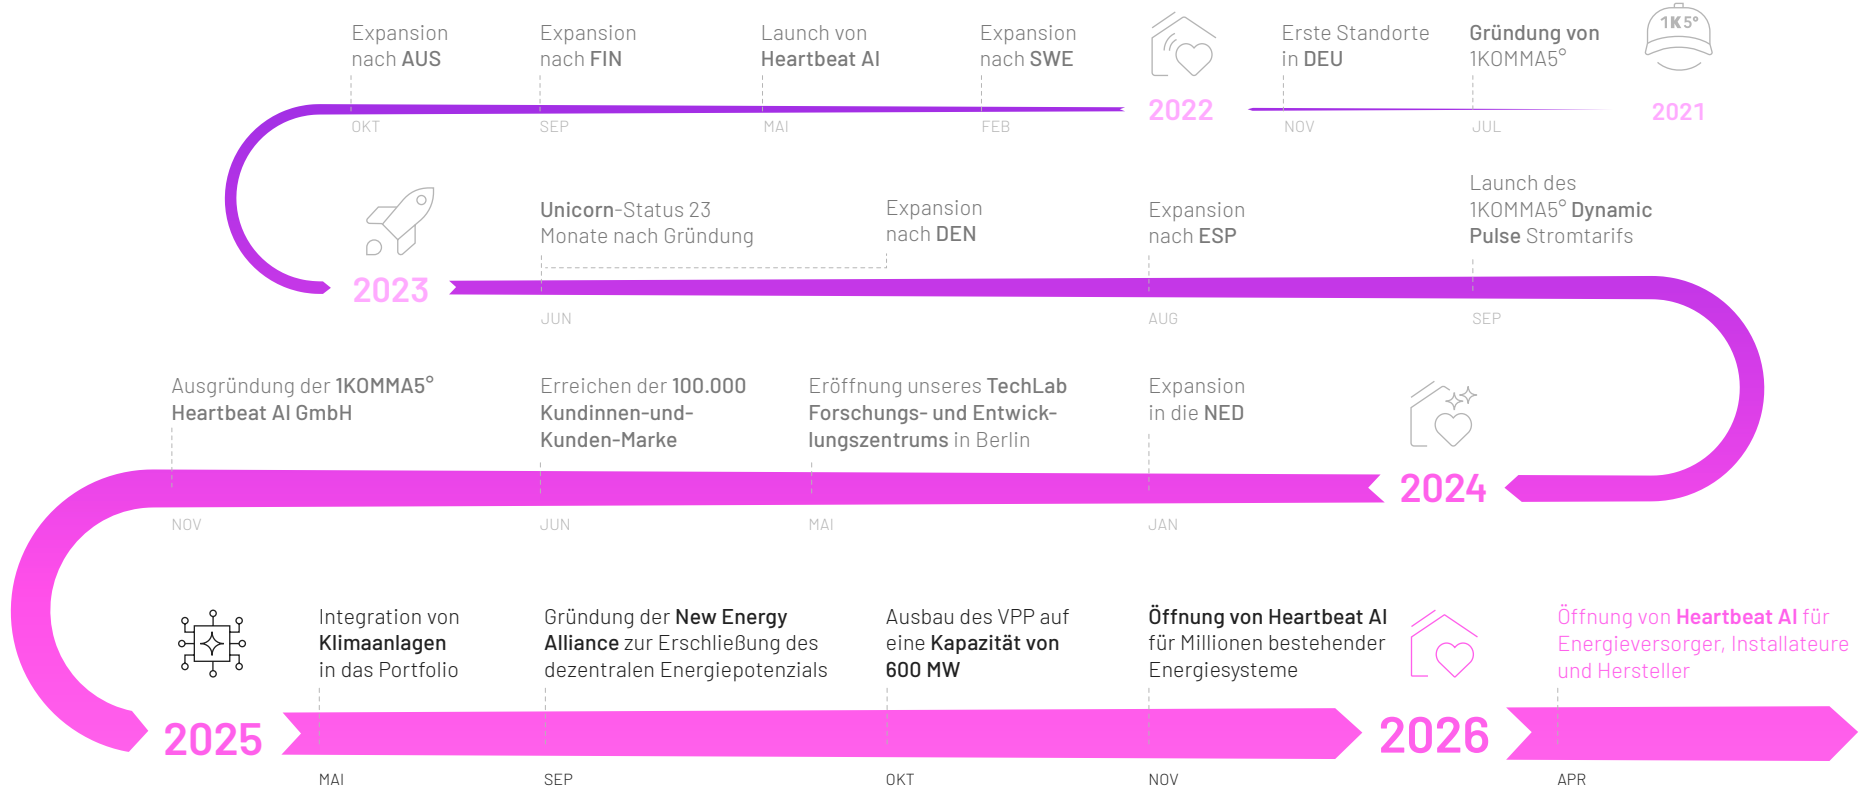 Expansion
nach AUS
Expansion
nach FIN
Launch von
Heartbeat AI
Expansion
nach SWE
Erste Standorte
in DEU
Gründung von
1KOMMA5°
1K5°
2022
2021
OKT
SEP
MAI
FEB
NOV
JUL
Unicorn-Status 23
Monate nach Gründung
Expansion
nach DEN
Expansion
nach ESP
Launch des
1KOMMA5° Dynamic
Pulse Stromtarifs
2023
JUN
AUG
SEP
Ausgründung der 1KOMMA5°
Heartbeat AI GmbH
Erreichen der 100.000
Kundinnen-und-
Kunden-Marke
Eröffnung unseres TechLab
Forschungs- und Entwick-
lungszentrums in Berlin
Expansion
in die NED
2024
NOV
JUN
MAI
JAN
Integration von
Klimaanlagen
in das Portfolio
Gründung der New Energy
Alliance zur Erschließung des
dezentralen Energiepotenzials
Ausbau des VPP auf
eine Kapazität von
600 MW
Öffnung von Heartbeat AI
für Millionen bestehender
Energiesysteme
Öffnung von Heartbeat AI für
Energieversorger, Installateure
und Hersteller
2025
2026
MAI
SEP
OKT
NOV
APR